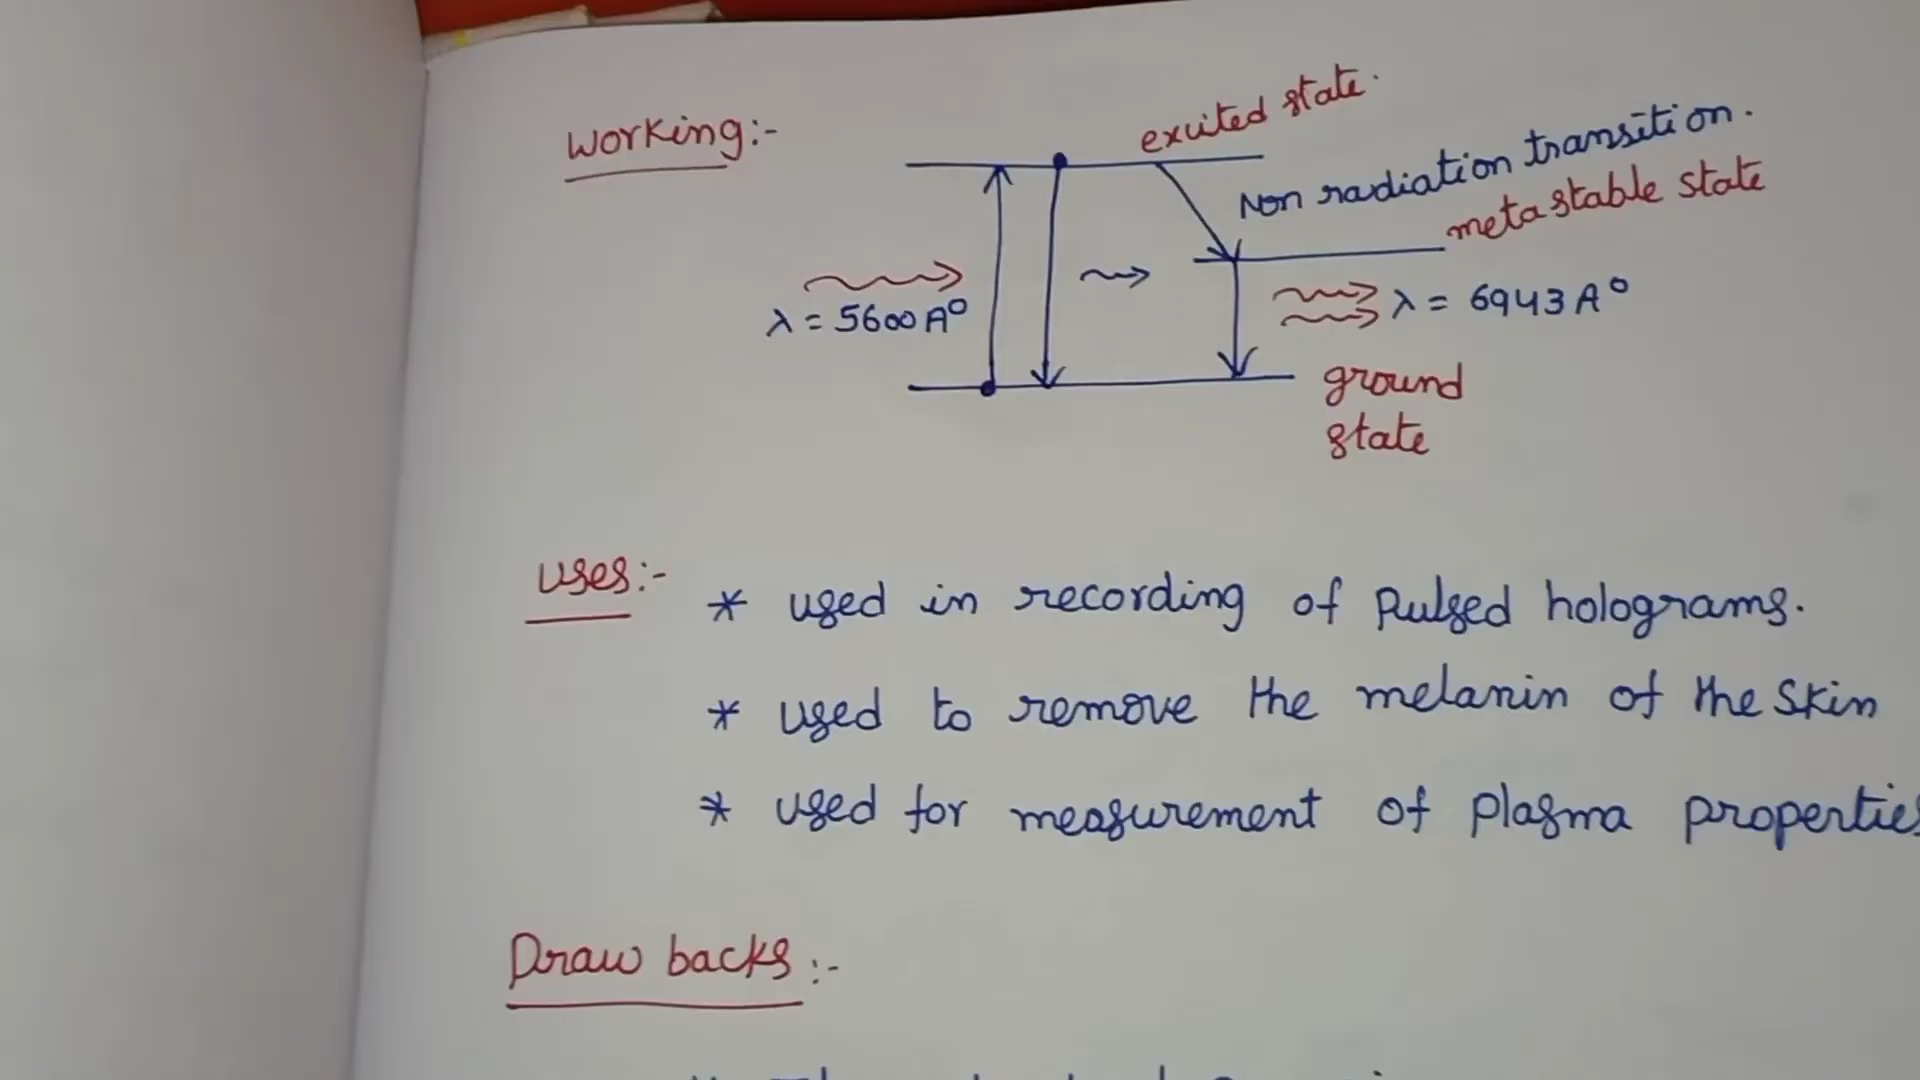 Working:-
excited state.
Non radiation transition.
metastable state
λ = 5600 A°
λ = 6943 A°
ground
state
Uses:- * used in recording of Pulsed holograms.
* used to remove the melanin of the Skin
* used for measurement of plasma properties
Draw backs :-